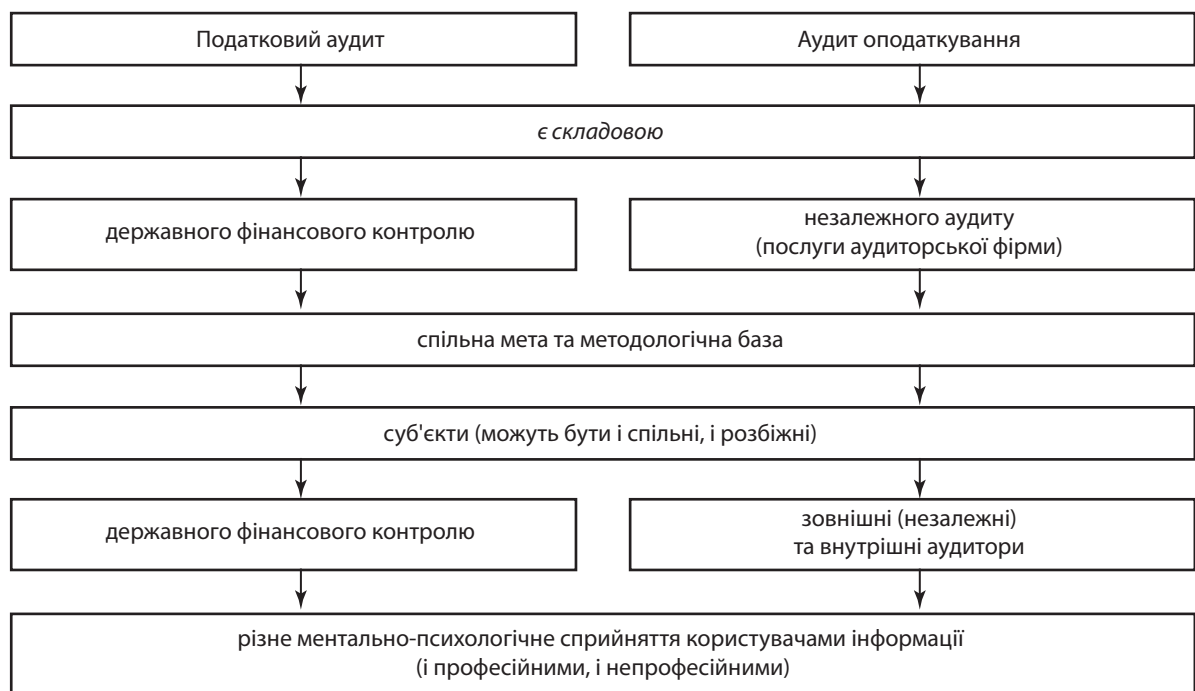 Податковий аудит
Аудит оподаткування
є складовою
державного фінансового контролю
незалежного аудиту
(послуги аудиторської фірми)
спільна мета та методологічна база
суб'єкти (можуть бути і спільні, і розбіжні)
державного фінансового контролю
зовнішні (незалежні)
та внутрішні аудитори
різне ментально-психологічне сприйняття користувачами інформації
(і професійними, і непрофесійними)